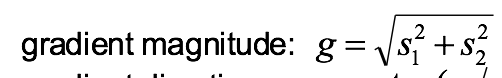 gradient magnitude: g = √(s₁² + s₂²)